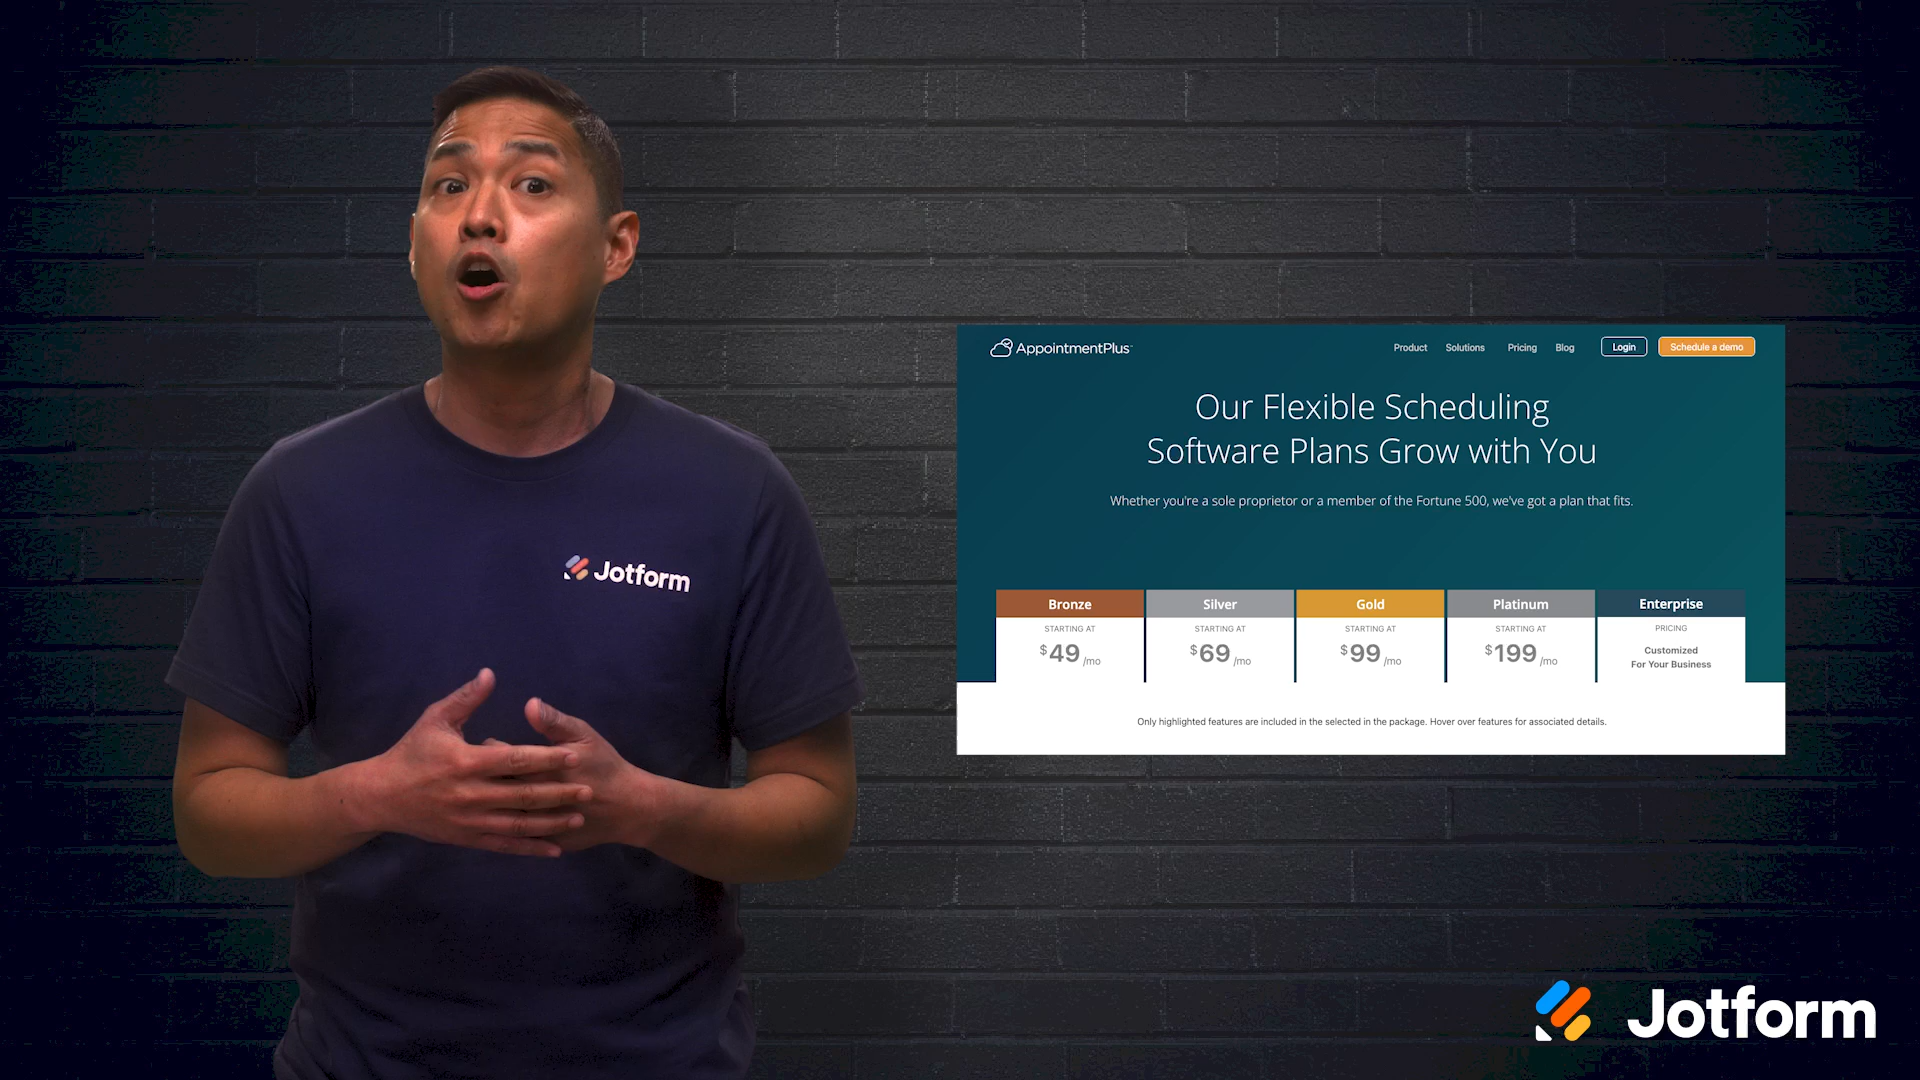 Jotform
AppointmentPlus
Product Solutions Pricing Blog Login Schedule a demo
Our Flexible Scheduling
Software Plans Grow with You
Whether you're a sole proprietor or a member of the Fortune 500, we've got a plan that fits.
Bronze
STARTING AT
$49 /mo
Silver
STARTING AT
$69 /mo
Gold
STARTING AT
$99 /mo
Platinum
STARTING AT
$199 /mo
Enterprise
PRICING
Customized
For Your Business
Only highlighted features are included in the selected in the package. Hover over features for associated details.
Jotform